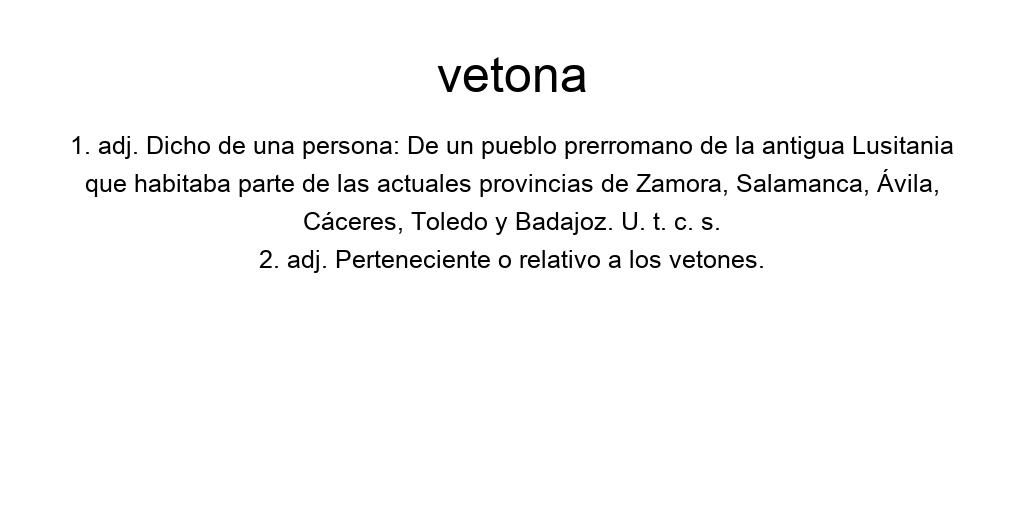 vetona
1. adj. Dicho de una persona: De un pueblo prerromano de la antigua Lusitania
que habitaba parte de las actuales provincias de Zamora, Salamanca, Ávila,
Cáceres, Toledo y Badajoz. U. t. c. s.
2. adj. Perteneciente o relativo a los vetones.